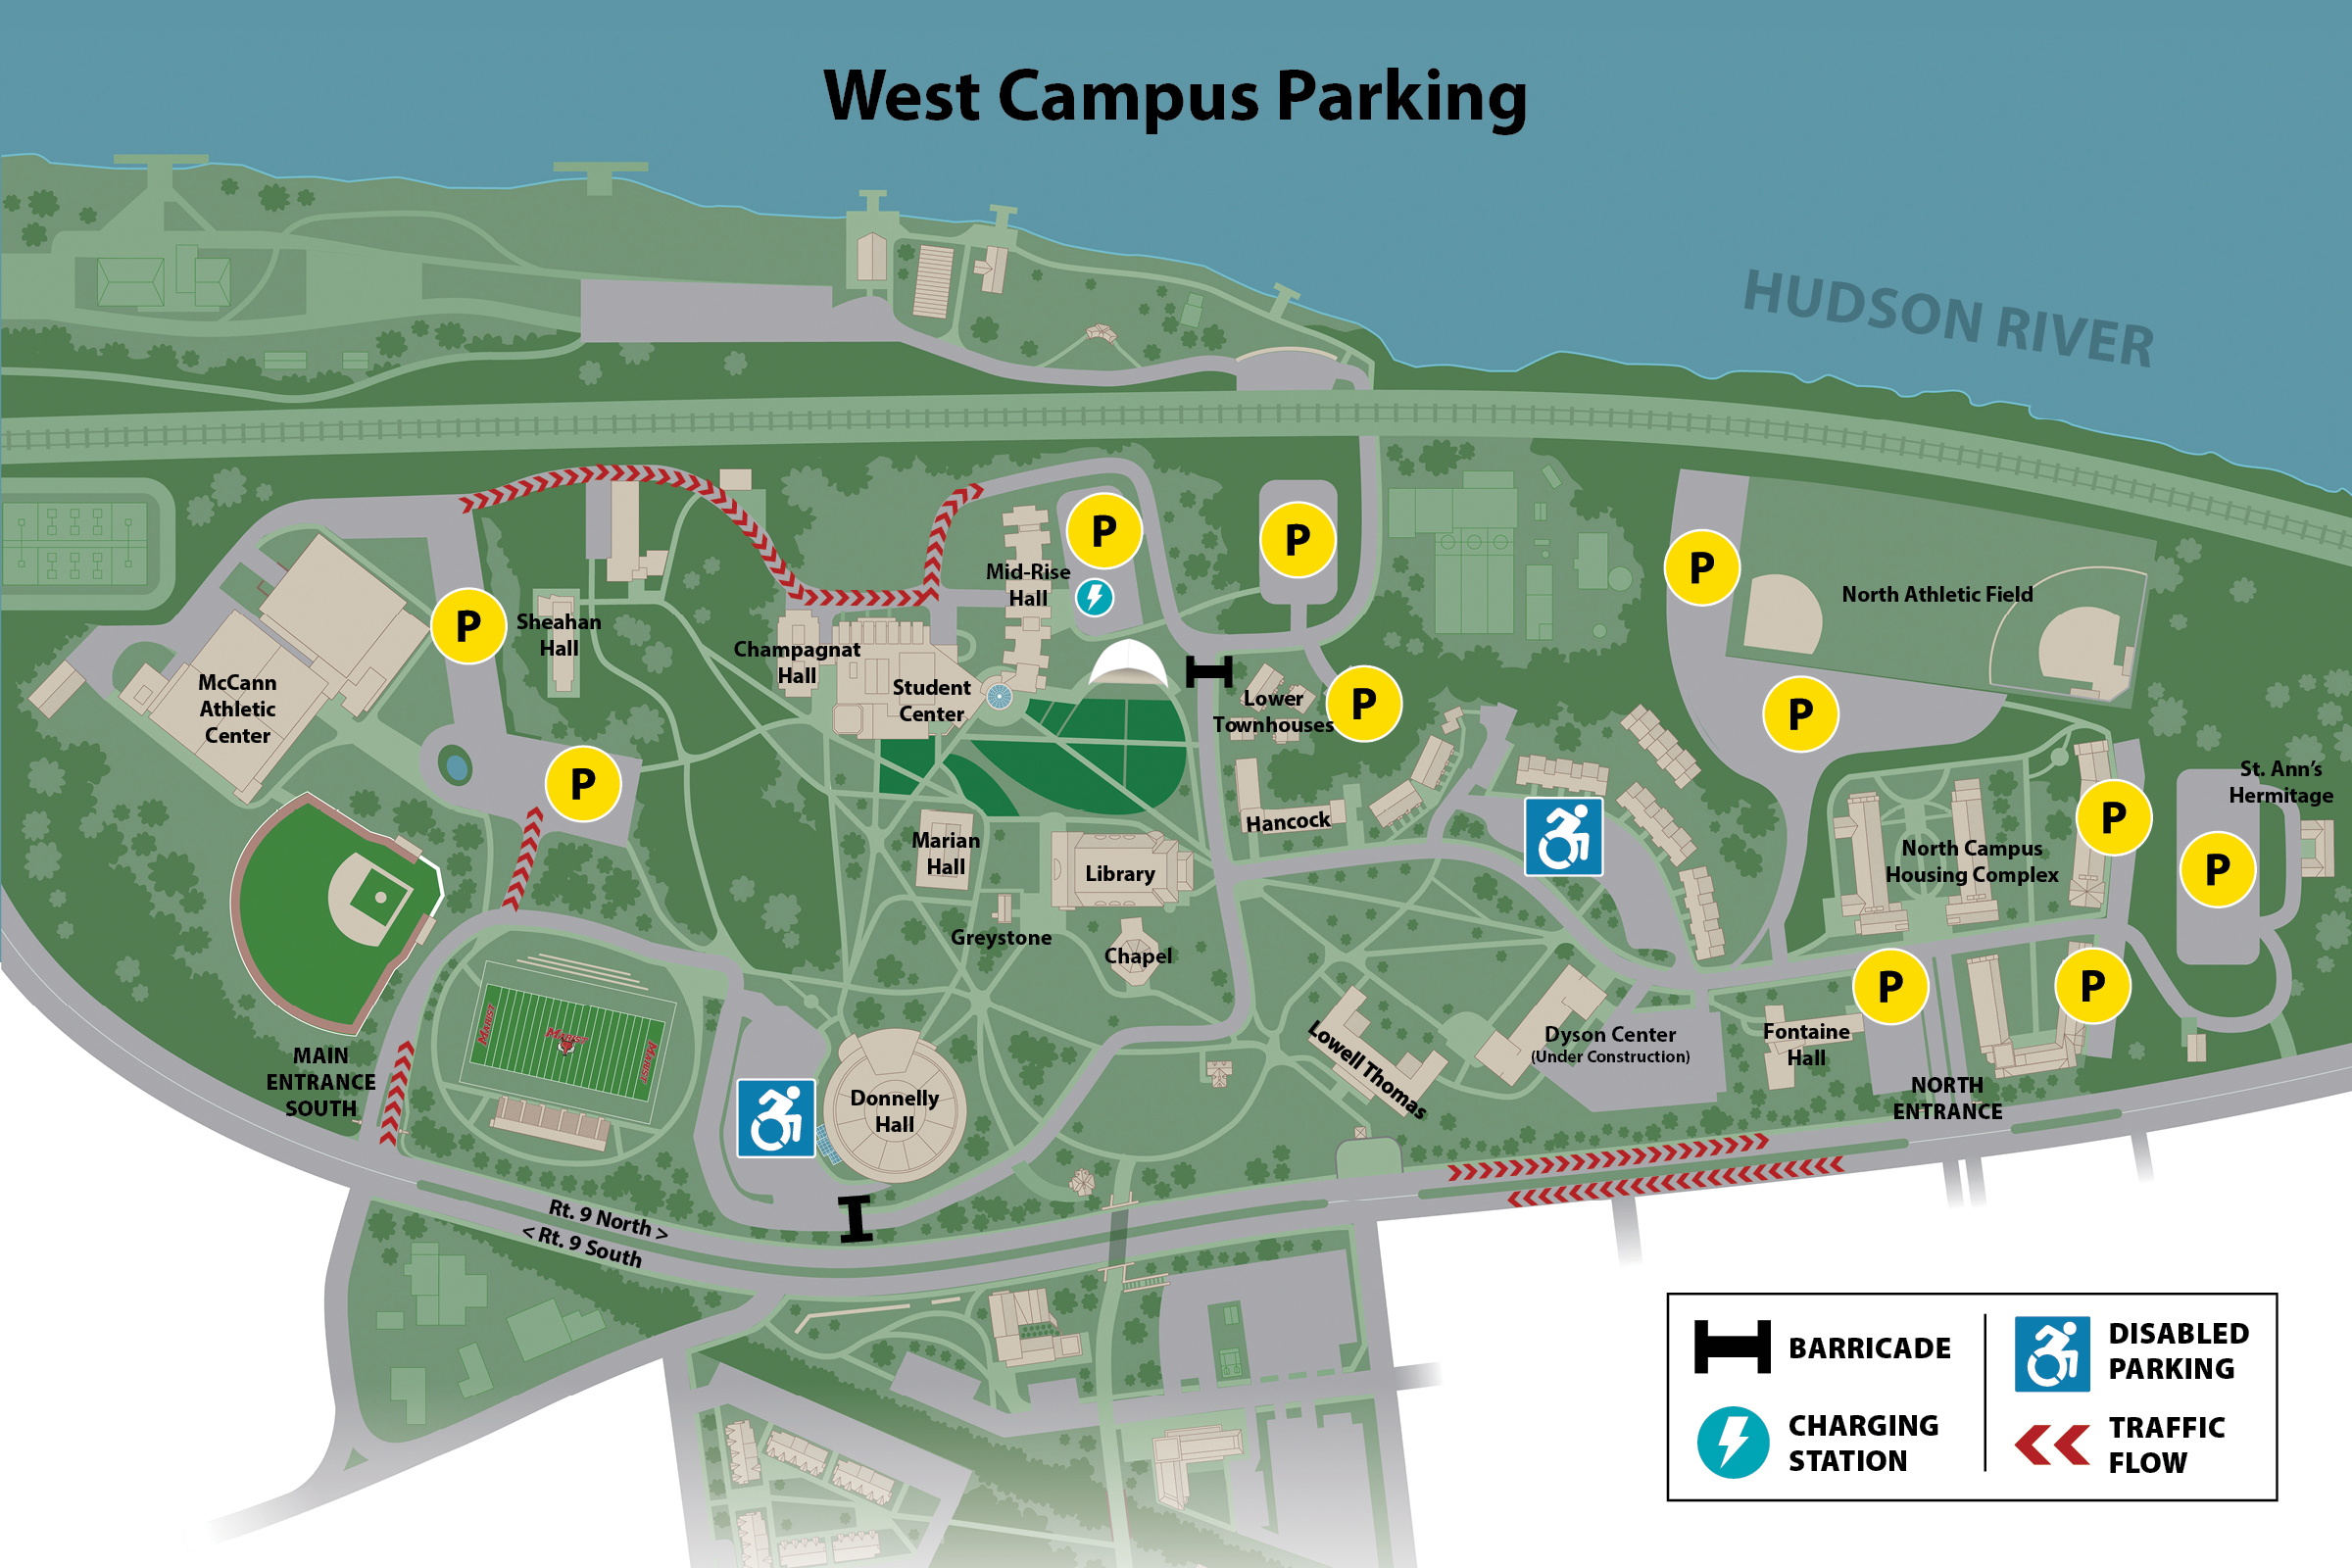 West Campus Parking
HUDSON RIVER
P
P
P
P
P
P
P
P
P
P
P
P
Mid-Rise
Hall
North Athletic Field
Sheahan
Hall
Champagnat
Hall
McCann
Athletic
Center
Student
Center
Lower
Townhouses
St. Ann's
Hermitage
Hancock
Marian
Hall
Library
North Campus
Housing Complex
Greystone
Chapel
MARIST
MARIST
MARIST
MAIN
ENTRANCE
SOUTH
Donnelly
Hall
Lowell Thomas
Dyson Center
(Under Construction)
Fontaine
Hall
NORTH
ENTRANCE
Rt. 9 North >
< Rt. 9 South
BARRICADE
DISABLED
PARKING
CHARGING
STATION
TRAFFIC
FLOW